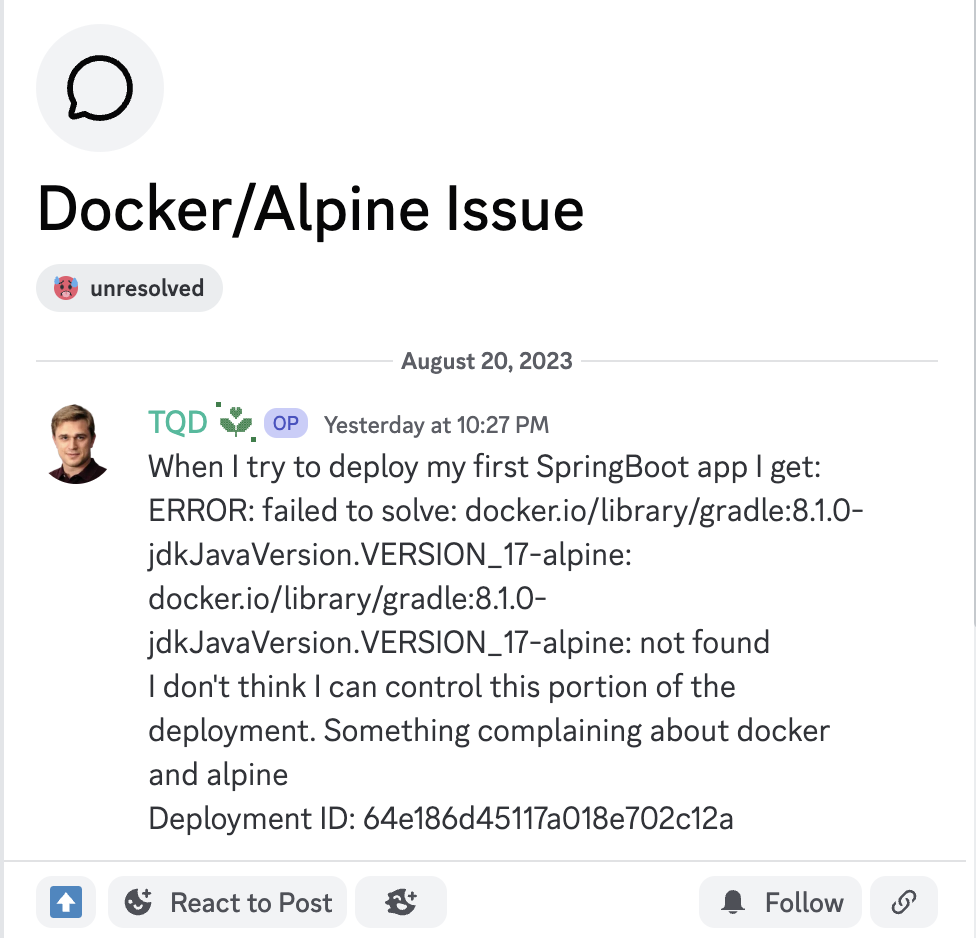 Docker/Alpine Issue
unresolved
August 20, 2023
TQD OP Yesterday at 10:27 PM
When I try to deploy my first SpringBoot app I get:
ERROR: failed to solve: docker.io/library/gradle:8.1.0-
jdkJavaVersion.VERSION_17-alpine:
docker.io/library/gradle:8.1.0-
jdkJavaVersion.VERSION_17-alpine: not found
I don't think I can control this portion of the
deployment. Something complaining about docker
and alpine
Deployment ID: 64e186d45117a018e702c12a
React to Post Follow